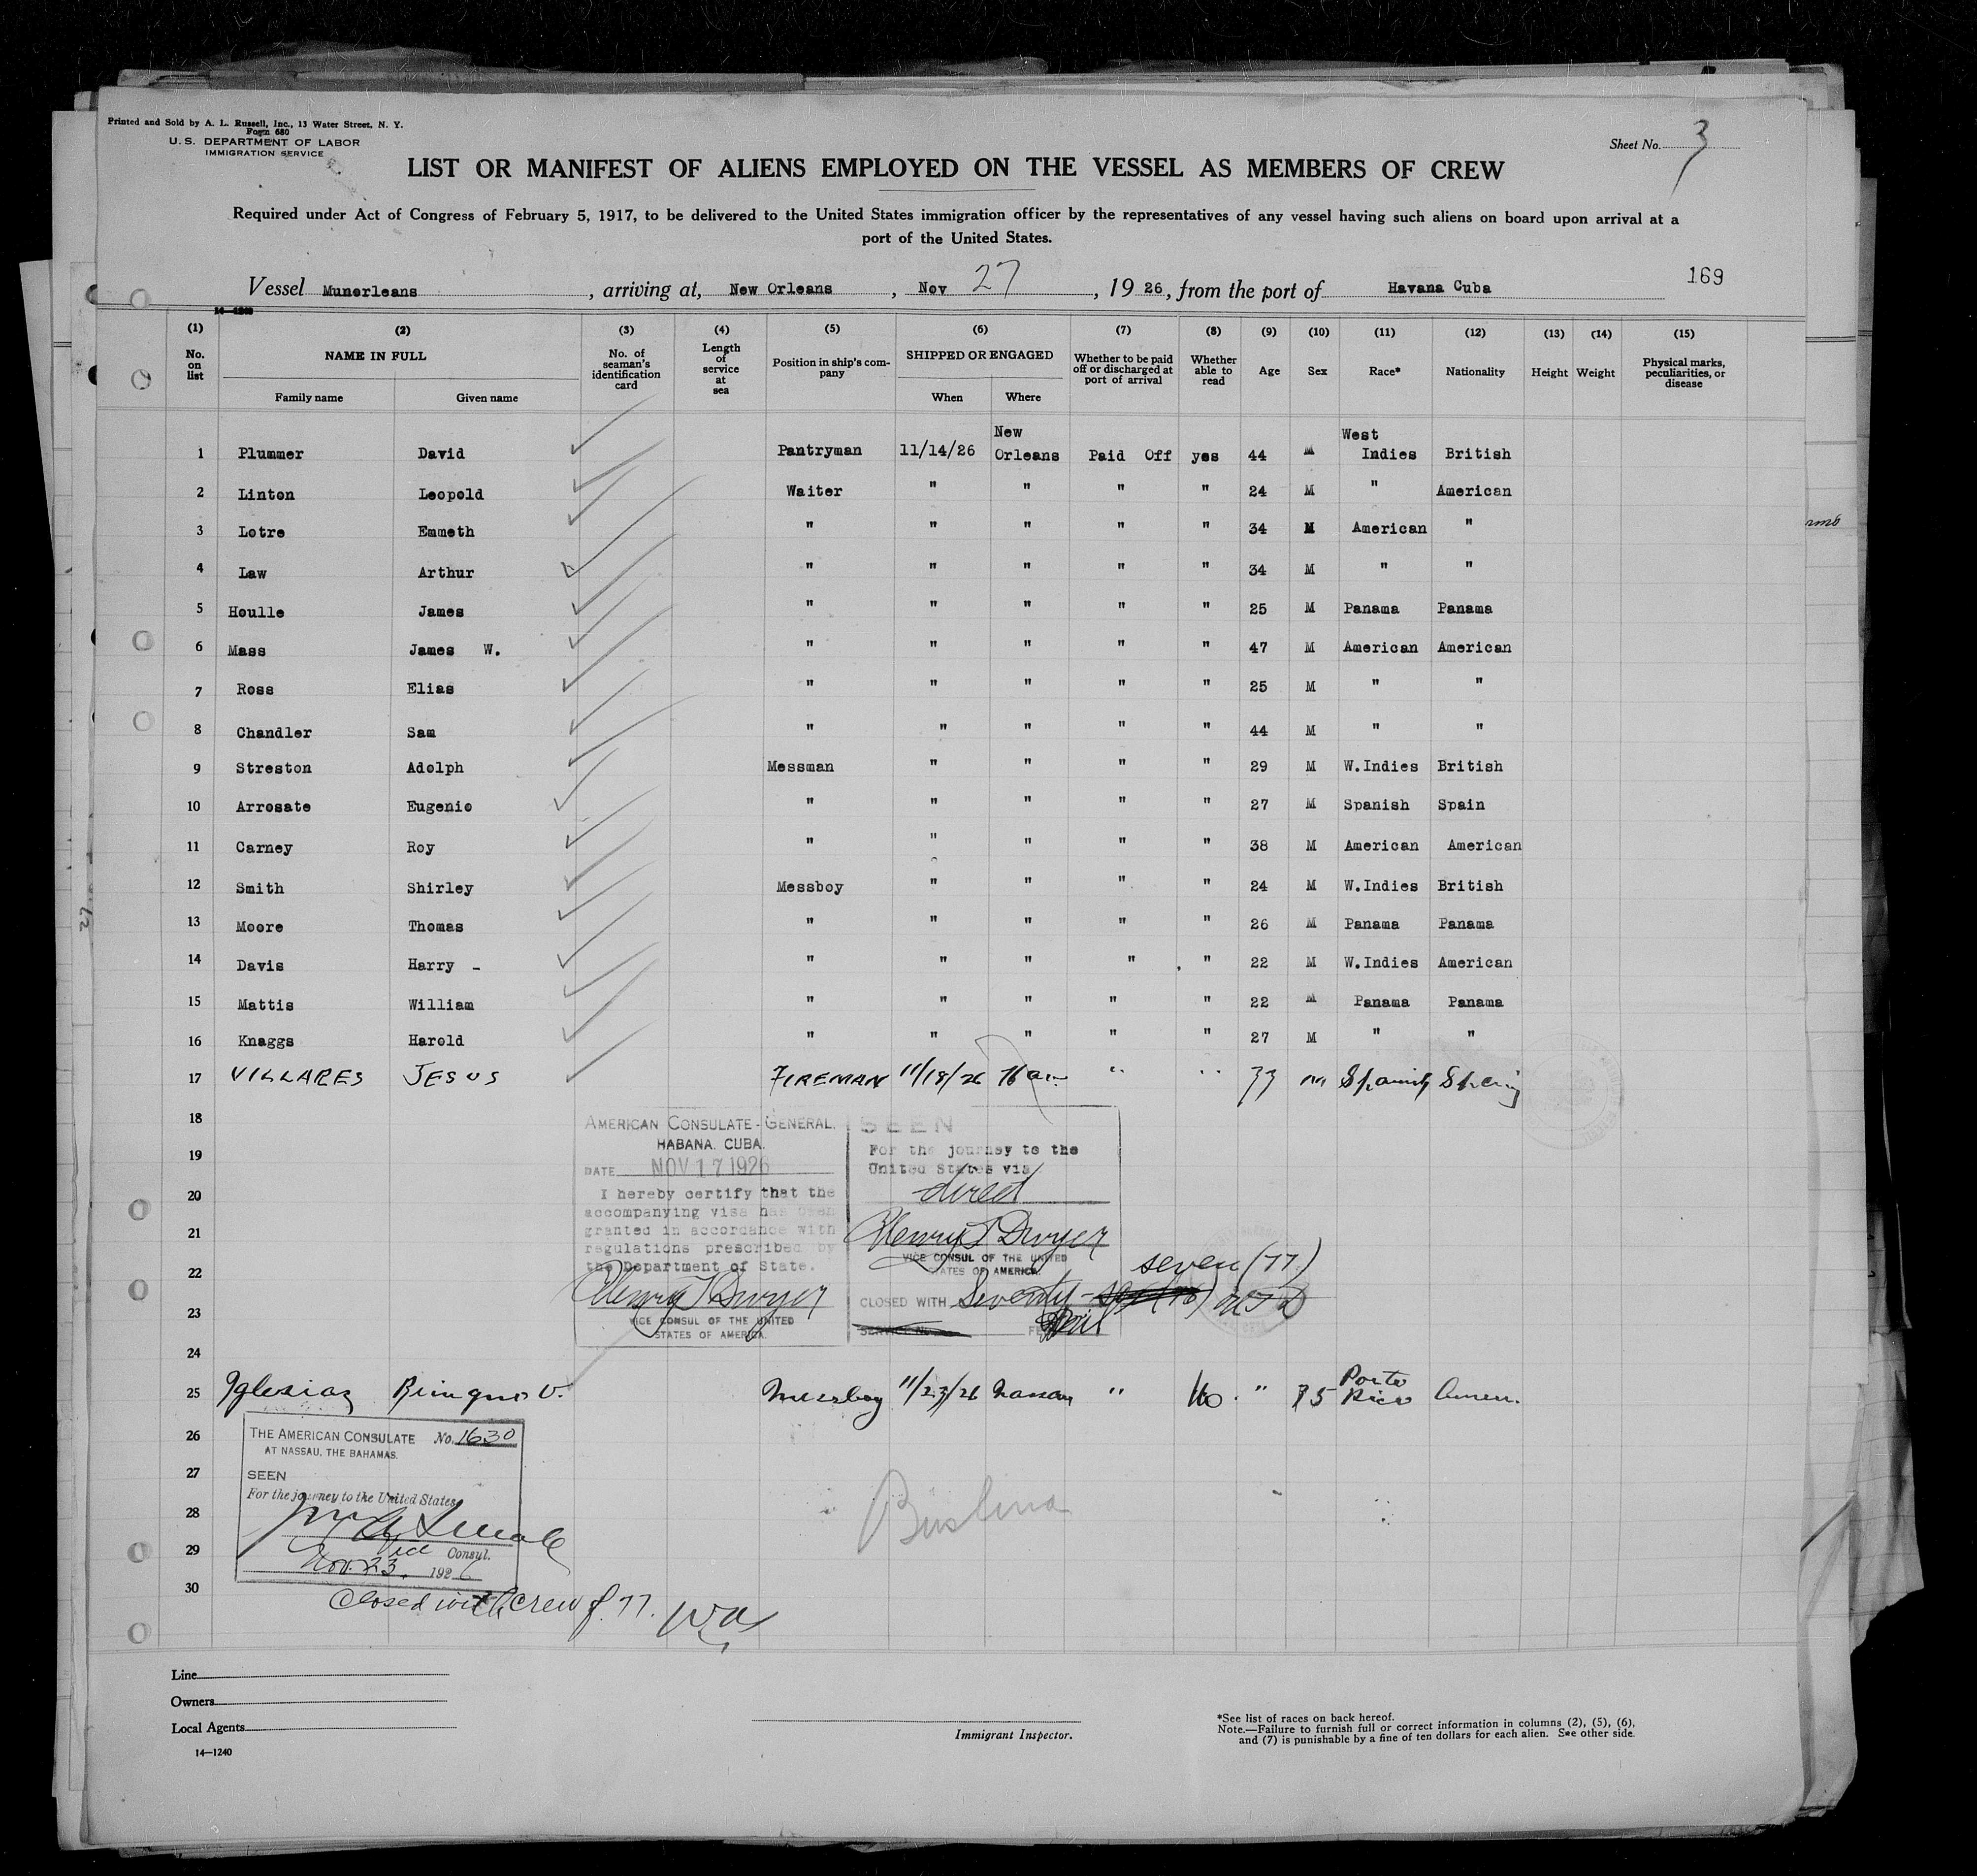 Printed and Sold by A. L. Russell, Inc., 13 Water Street, N. Y.
Form 680
U. S. DEPARTMENT OF LABOR
IMMIGRATION SERVICE
Sheet No. 3
LIST OR MANIFEST OF ALIENS EMPLOYED ON THE VESSEL AS MEMBERS OF CREW
Required under Act of Congress of February 5, 1917, to be delivered to the United States immigration officer by the representatives of any vessel having such aliens on board upon arrival at a
port of the United States.
Vessel Munorleans, arriving at, New Orleans, Nov 27, 1926, from the port of Havana Cuba 169
(1) (2) (3) (4) (5) (6) (7) (8) (9) (10) (11) (12) (13) (14) (15)
No. on list NAME IN FULL Family name Given name No. of seaman's identification card Length of service at sea Position in ship's company SHIPPED OR ENGAGED When Where Whether to be paid off or discharged at port of arrival Whether able to read Age Sex Race* Nationality Height Weight Physical marks, peculiarities, or disease
1 Plummer David Pantryman 11/14/26 New Orleans Paid Off yes 44 M West Indies British
2 Linton Leopold Waiter " " " " 24 M " American
3 Lotre Emmeth " " " " " 34 M American "
4 Law Arthur " " " " " 34 M " "
5 Houlle James " " " " " 25 M Panama Panama
6 Mass James W. " " " " " 47 M American American
7 Ross Elias " " " " " 25 M " "
8 Chandler Sam " " " " " 44 M " "
9 Streston Adolph Messman " " " " 29 M W.Indies British
10 Arrosate Eugenio " " " " " 27 M Spanish Spain
11 Carney Roy " " " " " 38 M American American
12 Smith Shirley Messboy " " " " 24 M W.Indies British
13 Moore Thomas " " " " " 26 M Panama Panama
14 Davis Harry - " " " " " 22 M W.Indies American
15 Mattis William " " " " " 22 M Panama Panama
16 Knaggs Harold " " " " " 27 M " "
17 VILLARES JESUS FIREMAN 11/18/26 " " M
18
19
20
21
22
23
24
AMERICAN CONSULATE-GENERAL,
HABANA. CUBA.
DATE NOV 17 1926
I hereby certify that the
accompanying visa has been
granted in accordance with
regulations prescribed by
the Department of State.
Henry T Dwyer
VICE CONSUL OF THE UNITED
STATES OF AMERICA.
SEEN
For the journey to the
United States via
direct
Henry T Dwyer
VICE CONSUL OF THE UNITED
STATES OF AMERICA.
seven (77)
CLOSED WITH Seventy-
SERVICE No.
25 Iglesias V. Messboy 11/23/26 Nassau " " 35 Porto Rico Amer.
26
27
28
29
30
THE AMERICAN CONSULATE No. 1630
AT NASSAU, THE BAHAMAS.
SEEN
For the journey to the United States
Vice Consul.
Nov. 23, 1926
Closed with crew of 77.
Line
Owners
Local Agents
14—1240
Immigrant Inspector.
*See list of races on back hereof.
Note.—Failure to furnish full or correct information in columns (2), (5), (6),
and (7) is punishable by a fine of ten dollars for each alien. See other side.